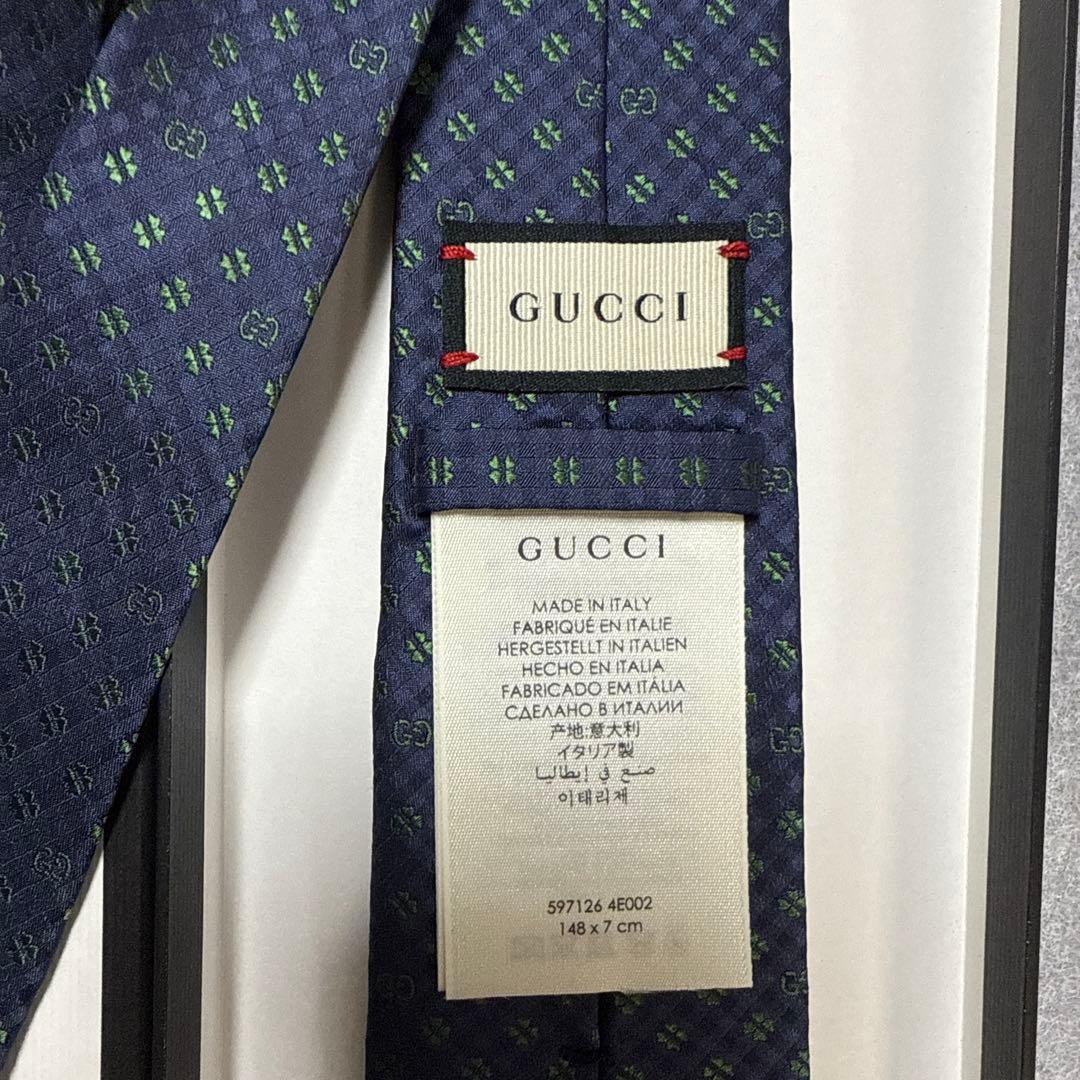 GUCCI
GUCCI
MADE IN ITALY
FABRIQUÉ EN ITALIE
HERGESTELLT IN ITALIEN
HECHO EN ITALIA
FABRICADO EM ITÁLIA
СДЕЛАНО В ИТАЛИИ
产地:意大利
イタリア製
صنع في إيطاليا
이태리제
597126 4E002
148 x 7 cm